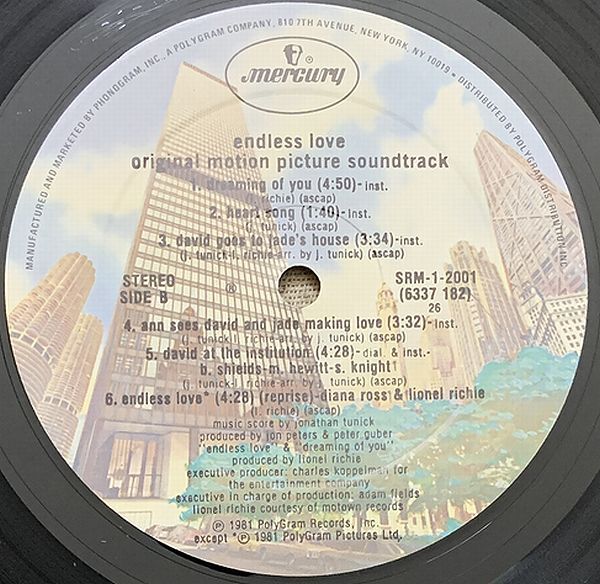 MANUFACTURED AND MARKETED BY PHONOGRAM, INC., A POLYGRAM COMPANY, 810 7TH AVENUE, NEW YORK, NY 10019 • DISTRIBUTED BY POLYGRAM DISTRIBUTION, INC.
mercury
endless love
original motion picture soundtrack
1. dreaming of you (4:50)-inst.
richie) (ascap)
2. heart song (1:40)-inst.
(j. tunick) (ascap)
3. david goes to jade's house (3:34)-inst.
(j. tunick-l. richie-arr. by j. tunick) (ascap)
STEREO
SIDE B
®
SRM-1-2001
(6337 182)
26
4. ann sees david and jade making love (3:32)-inst.
(j. tunick-l. richie-arr. by j. tunick) (ascap)
5. david at the institution (4:28)-dial. & inst.-
b. shields-m. hewitt-s. knight
(j. tunick-l. richie-arr. by j. tunick) (ascap)
6. endless love* (4:28) (reprise)-diana ross & lionel richie
(l. richie) (ascap)
music score by jonathan tunick
produced by jon peters & peter guber
"endless love" & "dreaming of you"
produced by lionel richie
executive producer: charles koppelman for
the entertainment company
executive in charge of production: adam fields
lionel richie courtesy of motown records
℗ 1981 PolyGram Records, Inc.
except *℗ 1981 PolyGram Pictures Ltd.